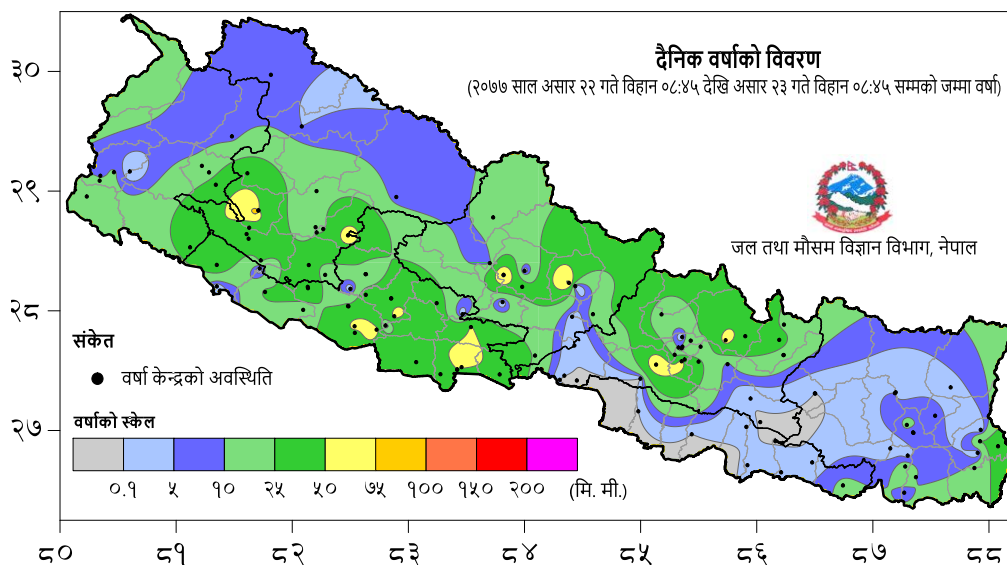 दैनिक वर्षाको विवरण
(२०७७ साल असार २२ गते विहान ०८:४५ देखि असार २३ गते विहान ०८:४५ सम्मको जम्मा वर्षा)
३०
२९
जल तथा मौसम विज्ञान विभाग, नेपाल
२८
संकेत
वर्षा केन्द्रको अवस्थिति
वर्षाको स्केल
२७
०.१ ५ १० २५ ५० ७५ १०० १५० २०० (मि. मी.)
८० ८१ ८२ ८३ ८४ ८५ ८६ ८७ ८८